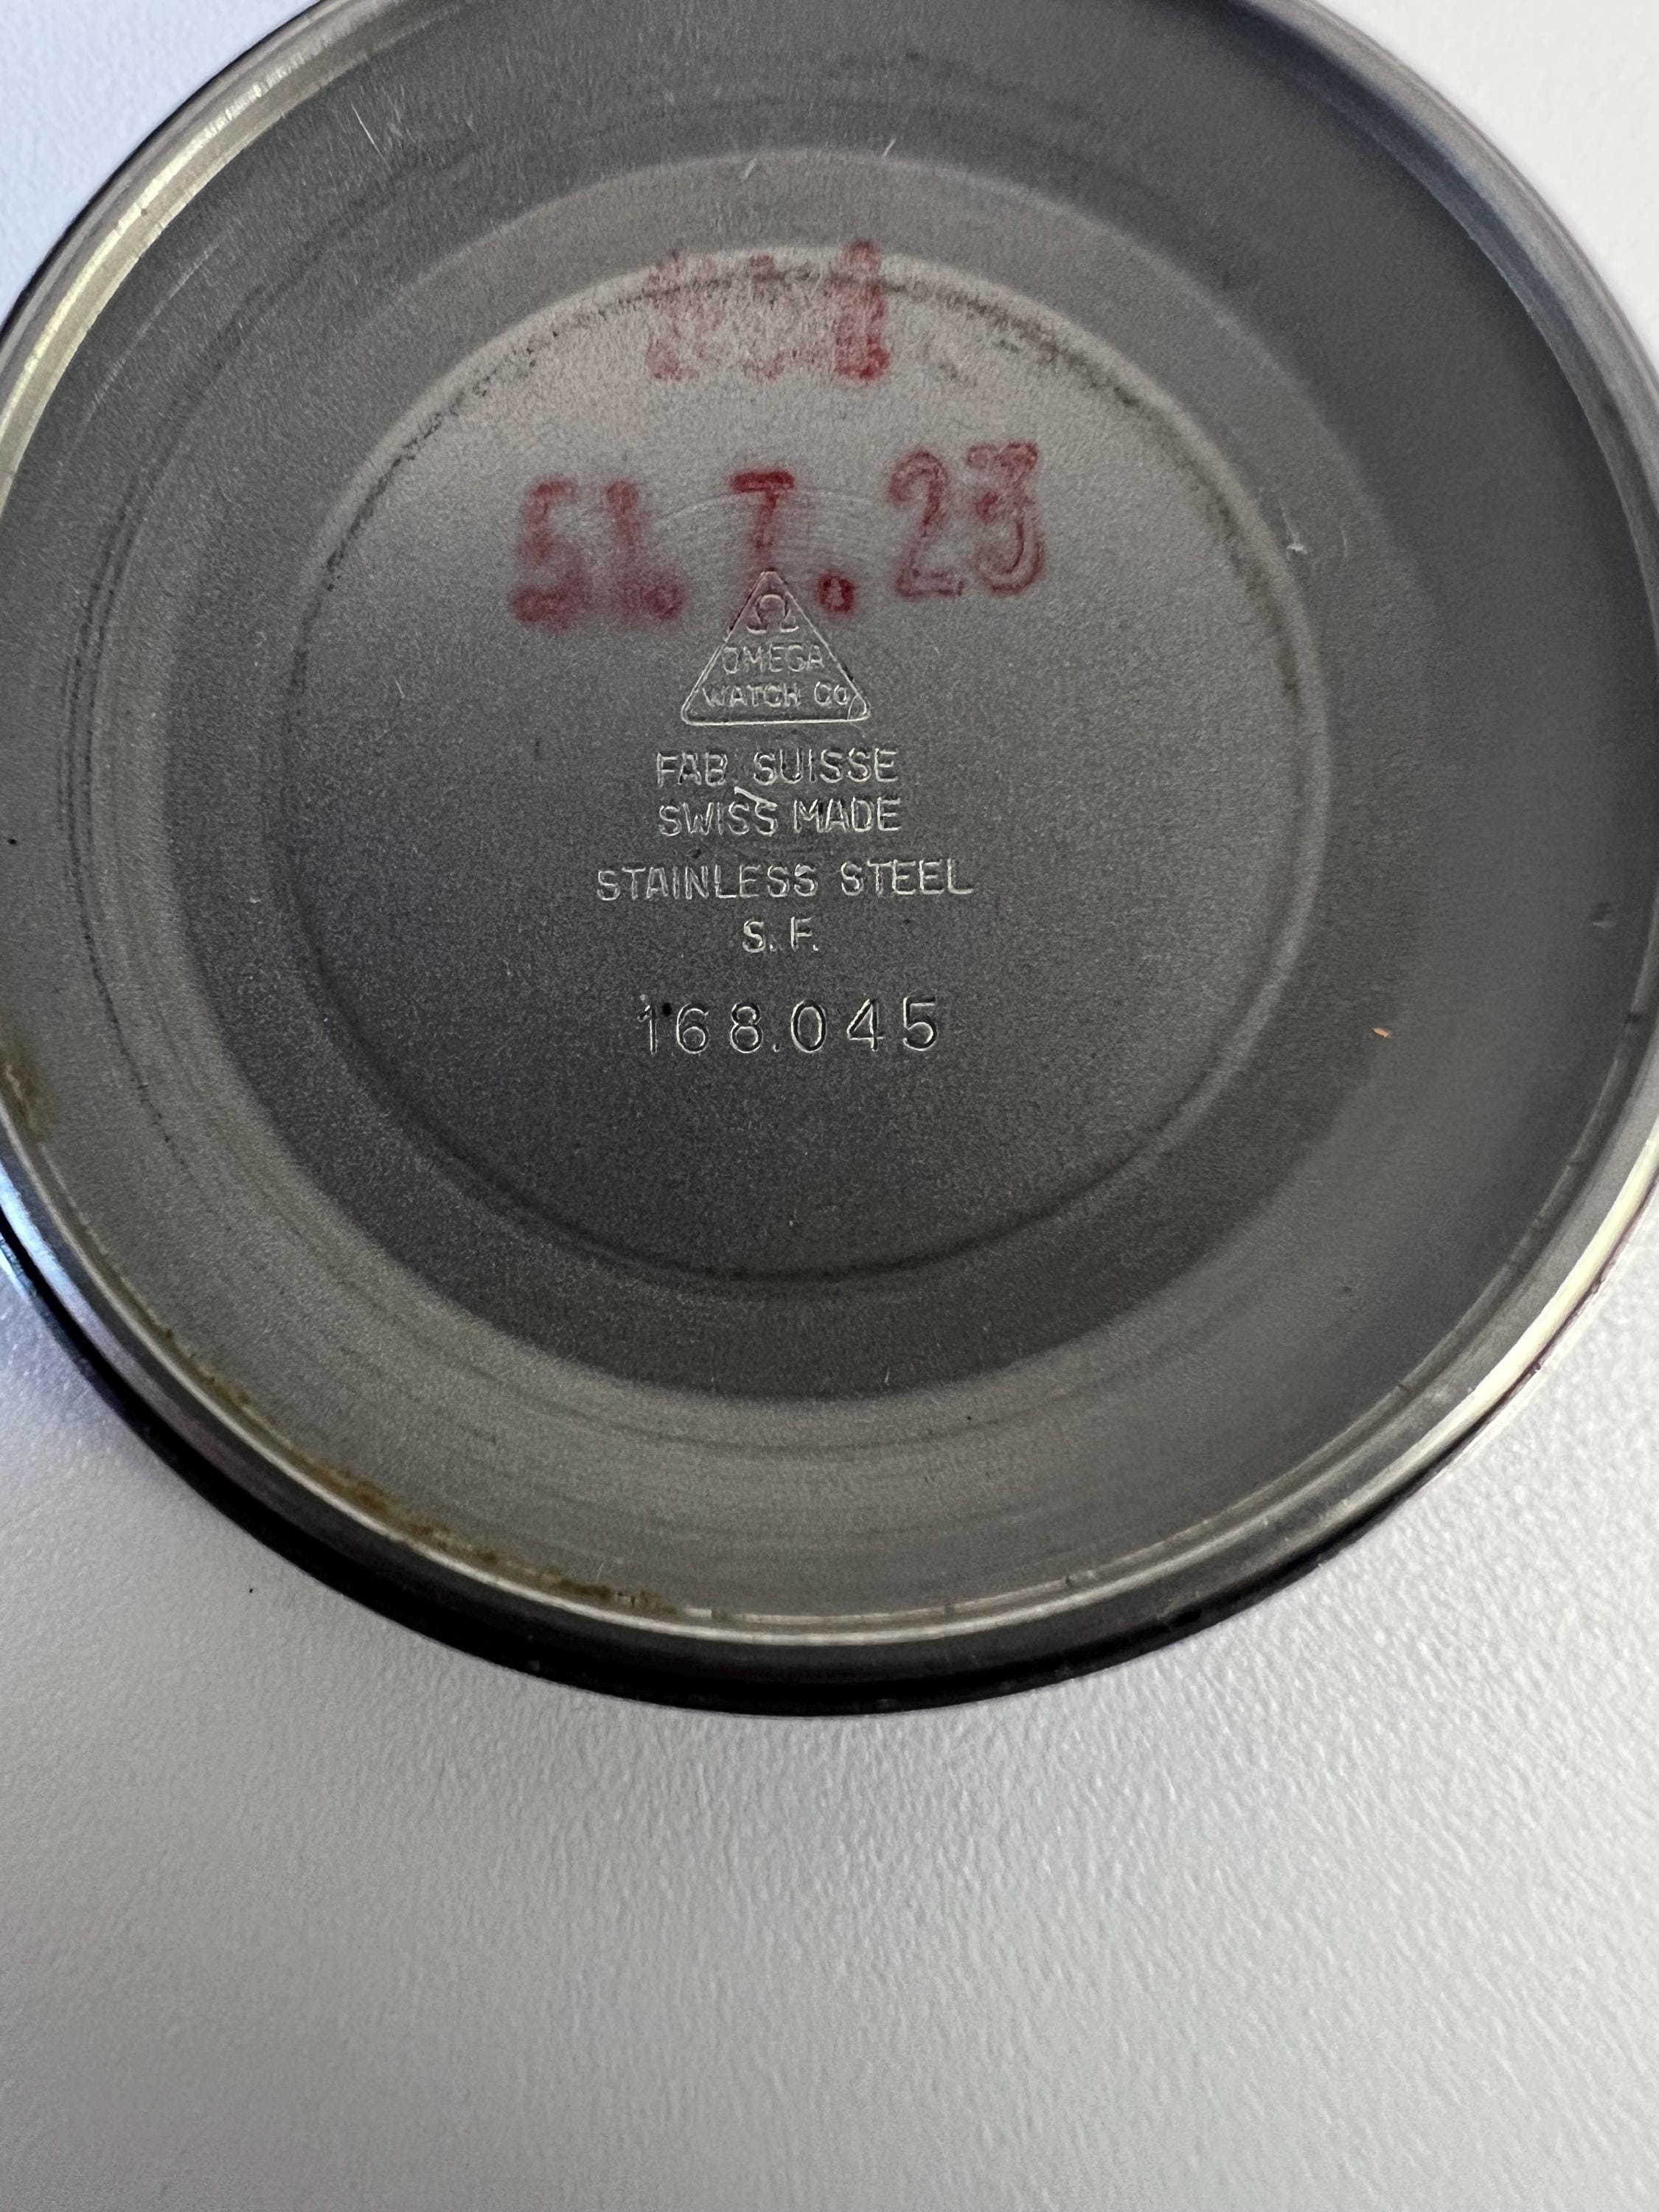 51.7.23
Ω
OMEGA
WATCH Co
FAB. SUISSE
SWISS MADE
STAINLESS STEEL
S. F.
168.045